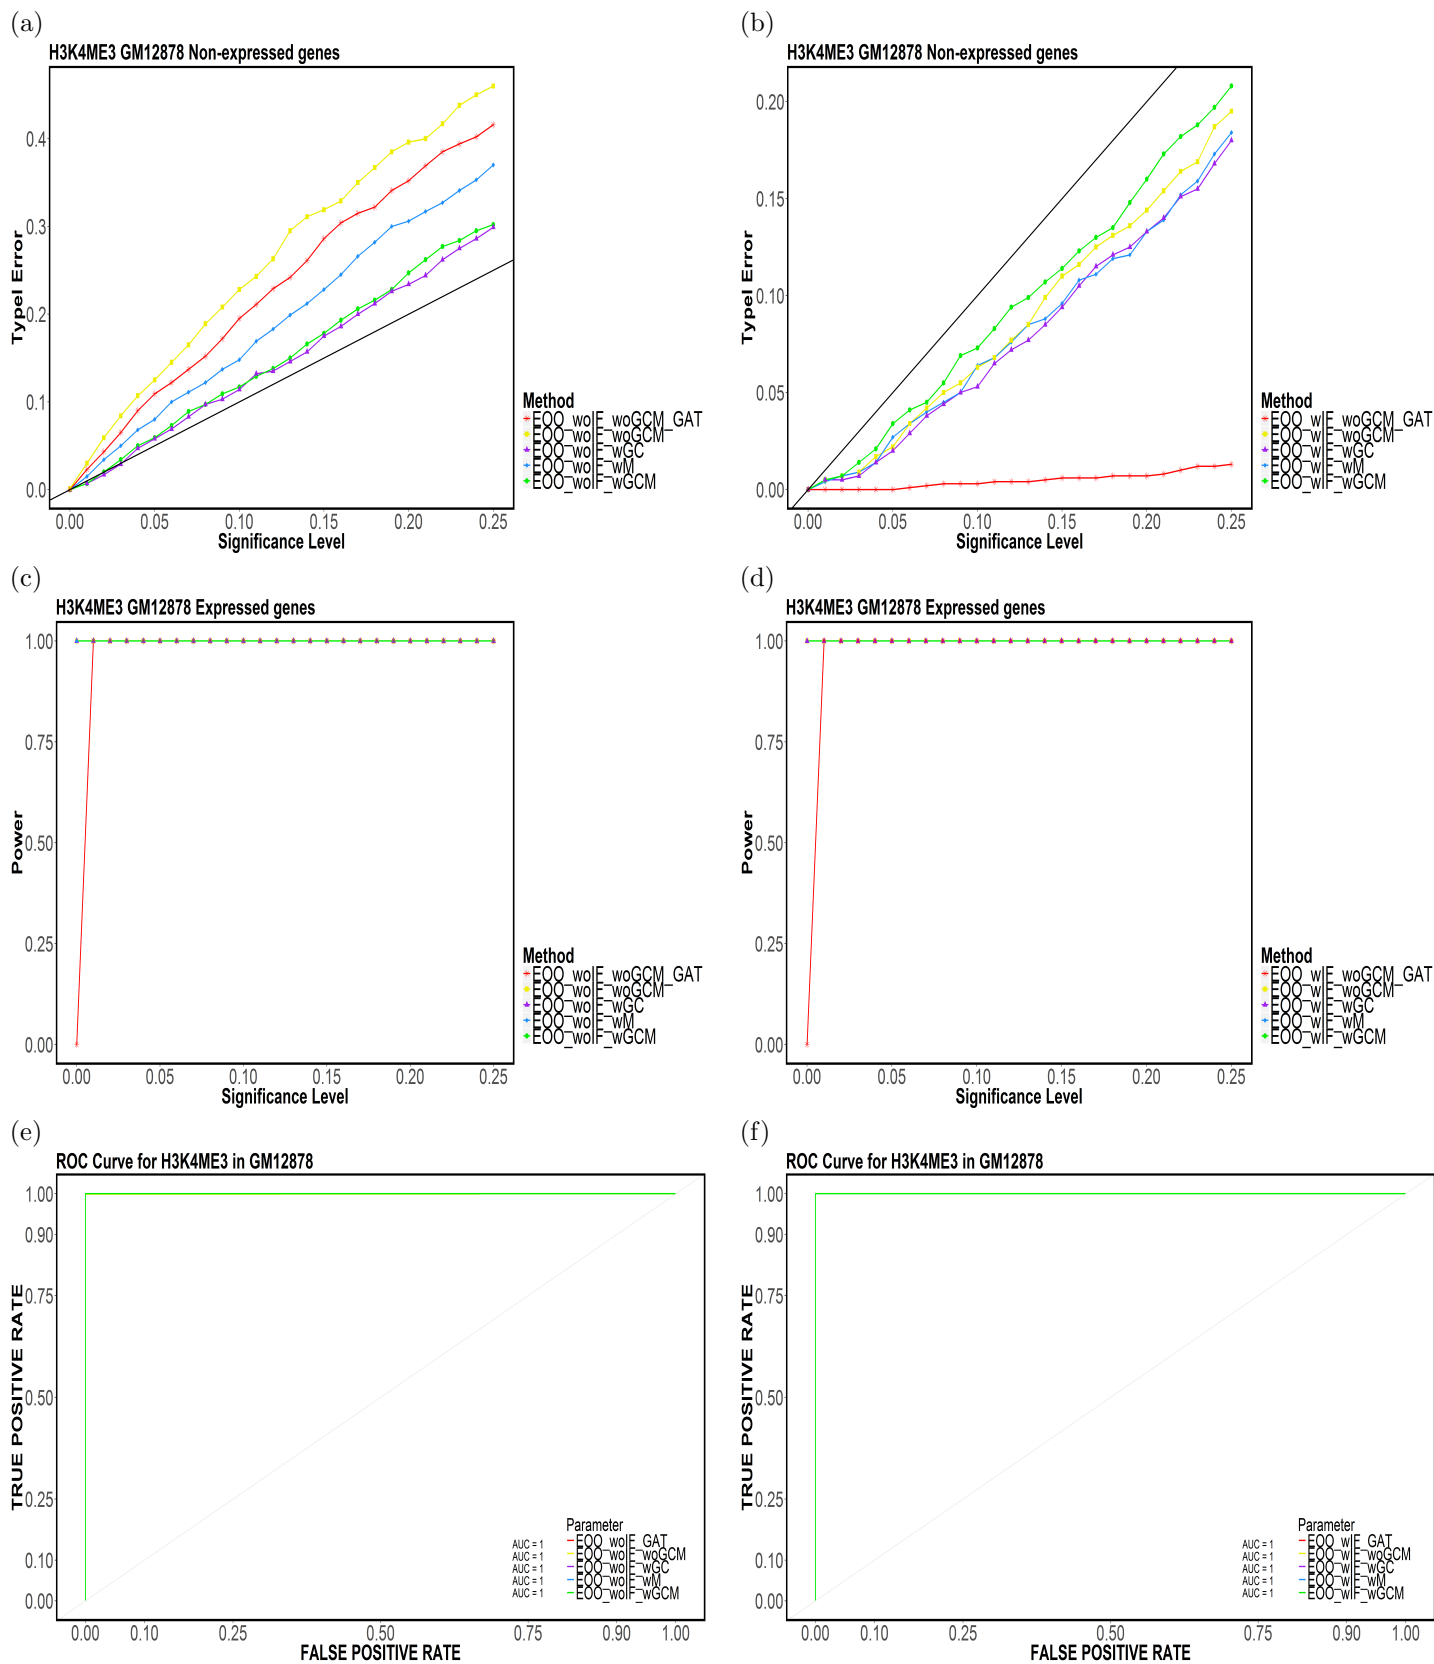 (a)
H3K4ME3 GM12878 Non-expressed genes
TypeI Error
0.4
0.3
0.2
0.1
0.0
0.00 0.05 0.10 0.15 0.20 0.25
Significance Level
Method
EOO_woIF_woGCM_GAT
EOO_woIF_woGCM
EOO_woIF_wGC
EOO_woIF_wM
EOO_woIF_wGCM
(b)
H3K4ME3 GM12878 Non-expressed genes
TypeI Error
0.20
0.15
0.10
0.05
0.00
0.00 0.05 0.10 0.15 0.20 0.25
Significance Level
Method
EOO_wIF_woGCM_GAT
EOO_wIF_woGCM
EOO_wIF_wGC
EOO_wIF_wM
EOO_wIF_wGCM
(c)
H3K4ME3 GM12878 Expressed genes
Power
1.00
0.75
0.50
0.25
0.00
0.00 0.05 0.10 0.15 0.20 0.25
Significance Level
Method
EOO_woIF_woGCM_GAT
EOO_woIF_woGCM
EOO_woIF_wGC
EOO_woIF_wM
EOO_woIF_wGCM
(d)
H3K4ME3 GM12878 Expressed genes
Power
1.00
0.75
0.50
0.25
0.00
0.00 0.05 0.10 0.15 0.20 0.25
Significance Level
Method
EOO_wIF_woGCM_GAT
EOO_wIF_woGCM
EOO_wIF_wGC
EOO_wIF_wM
EOO_wIF_wGCM
(e)
ROC Curve for H3K4ME3 in GM12878
TRUE POSITIVE RATE
1.00
0.90
0.75
0.50
0.25
0.10
0.00
0.00 0.10 0.25 0.50 0.75 0.90 1.00
FALSE POSITIVE RATE
Parameter
AUC = 1 EOO_woIF_GAT
AUC = 1 EOO_woIF_woGCM
AUC = 1 EOO_woIF_wGC
AUC = 1 EOO_woIF_wM
AUC = 1 EOO_woIF_wGCM
(f)
ROC Curve for H3K4ME3 in GM12878
TRUE POSITIVE RATE
1.00
0.90
0.75
0.50
0.25
0.10
0.00
0.00 0.10 0.25 0.50 0.75 0.90 1.00
FALSE POSITIVE RATE
Parameter
AUC = 1 EOO_wIF_GAT
AUC = 1 EOO_wIF_woGCM
AUC = 1 EOO_wIF_wGC
AUC = 1 EOO_wIF_wM
AUC = 1 EOO_wIF_wGCM